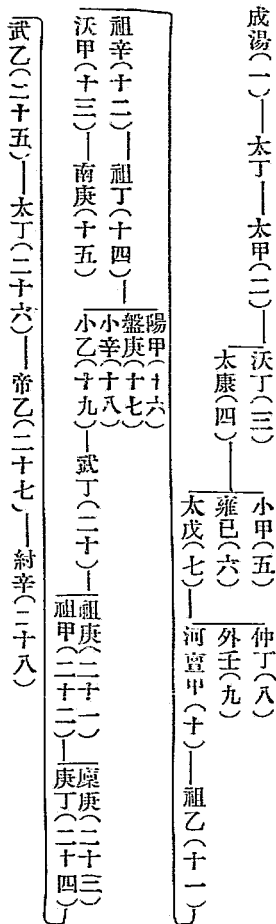 成湯(一)—太丁—太甲(二)—沃丁(三)
太康(四)—小甲(五)
雍已(六)
太戊(七)—仲丁(八)
外壬(九)
河亶甲(十)—祖乙(十一)
祖辛(十二)—祖丁(十四)—陽甲(十六)
沃甲(十三)—南庚(十五)
盤庚(十七)
小辛(十八)
小乙(十九)—武丁(二十)—祖庚(二十一)
祖甲(二十二)—廩庚(二十三)
庚丁(二十四)
武乙(二十五)—太丁(二十六)—帝乙(二十七)—紂辛(二十八)